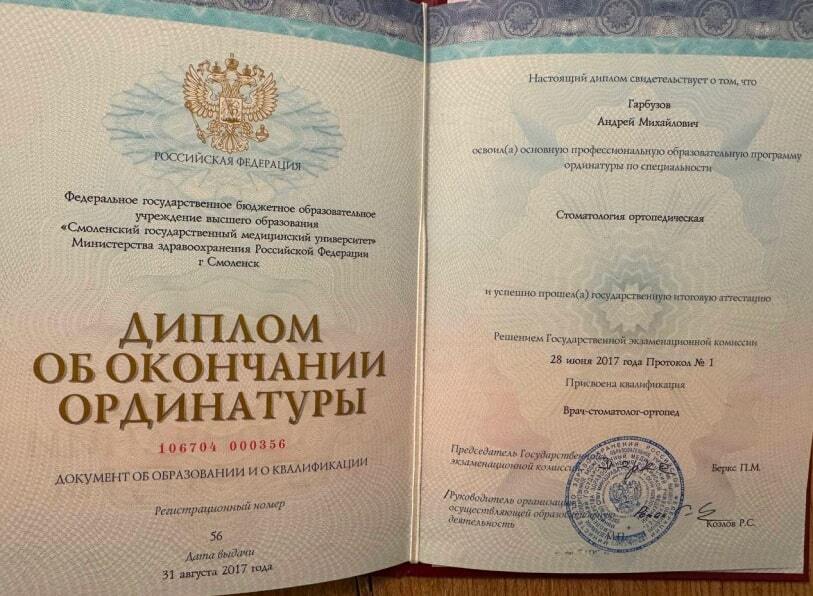 РОССИЙСКАЯ ФЕДЕРАЦИЯ
Федеральное государственное бюджетное образовательное
учреждение высшего образования
«Смоленский государственный медицинский университет»
Министерства здравоохранения Российской Федерации
г Смоленск
ДИПЛОМ
ОБ ОКОНЧАНИИ
ОРДИНАТУРЫ
106704 000356
ДОКУМЕНТ ОБ ОБРАЗОВАНИИ И О КВАЛИФИКАЦИИ
Регистрационный номер
56
Дата выдачи
31 августа 2017 года
Настоящий диплом свидетельствует о том, что
Гарбузов
Андрей Михайлович
освоил(а) основную профессиональную образовательную программу
ординатуры по специальности
Стоматология ортопедическая
и успешно прошел(а) государственную итоговую аттестацию
Решением Государственной экзаменационной комиссии
28 июня 2017 года Протокол № 1
Присвоена квалификация
Врач-стоматолог-ортопед
Председатель Государственной
экзаменационной комиссии
Беркс П.М.
Руководитель организации,
осуществляющей образовательную
деятельность
Козлов Р.С.
М.П.